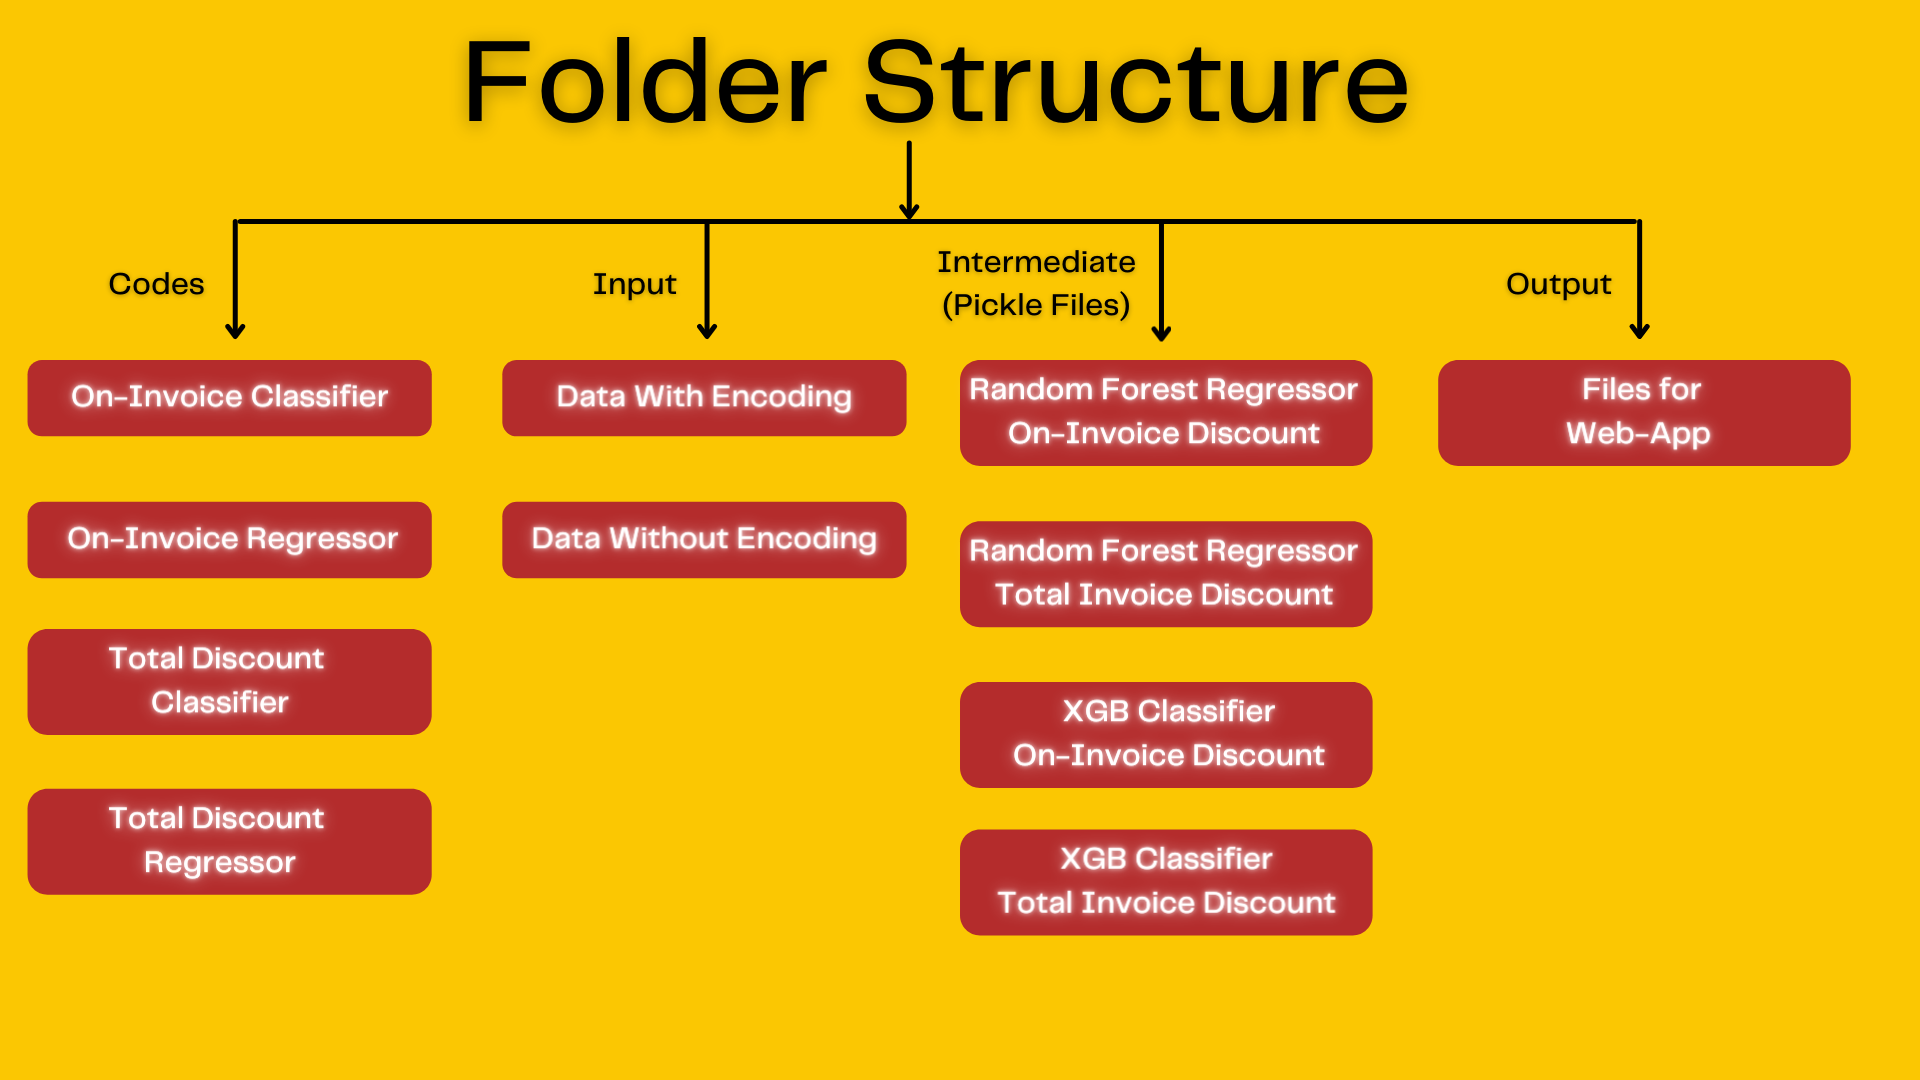 Folder Structure
Codes
On-Invoice Classifier
On-Invoice Regressor
Total Discount
Classifier
Total Discount
Regressor
Input
Data With Encoding
Data Without Encoding
Intermediate
(Pickle Files)
Random Forest Regressor
On-Invoice Discount
Random Forest Regressor
Total Invoice Discount
XGB Classifier
On-Invoice Discount
XGB Classifier
Total Invoice Discount
Output
Files for
Web-App